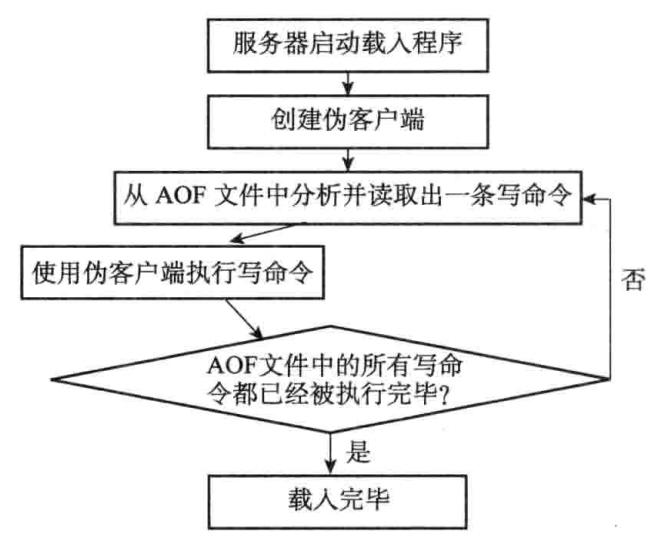 服务器启动载入程序
创建伪客户端
从 AOF 文件中分析并读取出一条写命令
使用伪客户端执行写命令
否
AOF文件中的所有写命
令都已经被执行完毕?
是
载入完毕